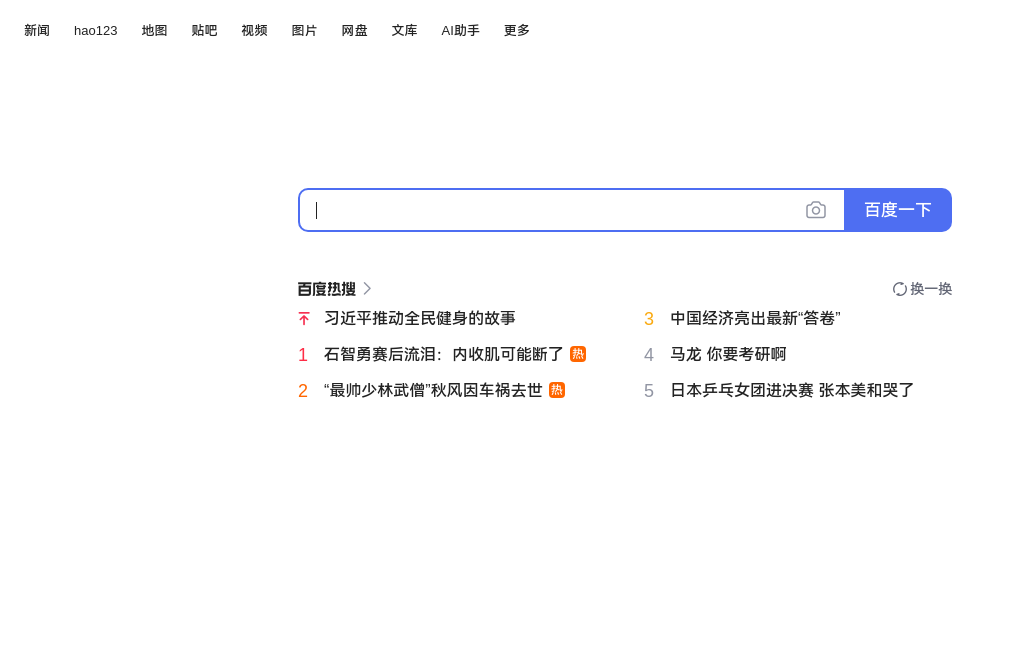 新闻 hao123 地图 贴吧 视频 图片 网盘 文库 AI助手 更多
百度一下
百度热搜
换一换
习近平推动全民健身的故事
1 石智勇赛后流泪：内收肌可能断了 热
2 “最帅少林武僧”秋风因车祸去世 热
3 中国经济亮出最新“答卷”
4 马龙 你要考研啊
5 日本乒乓女团进决赛 张本美和哭了